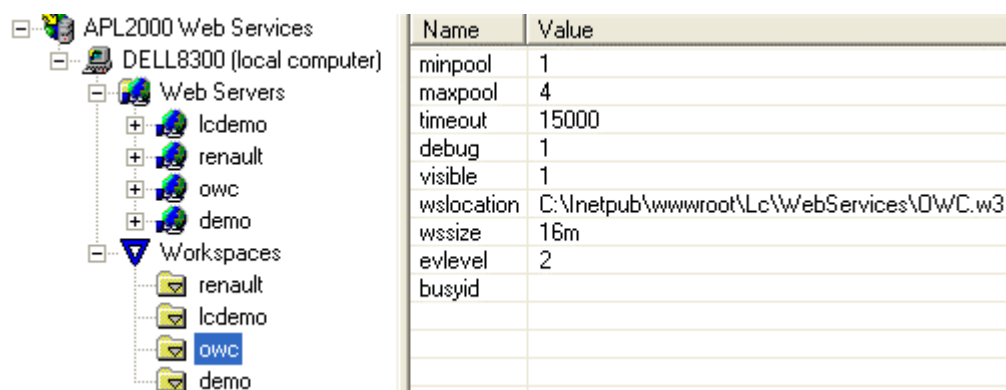 APL2000 Web Services
DELL8300 (local computer)
Web Servers
lcdemo
renault
owc
demo
Workspaces
renault
lcdemo
owc
demo
Name Value
minpool 1
maxpool 4
timeout 15000
debug 1
visible 1
wslocation C:\Inetpub\wwwroot\Lc\WebServices\OWC.w3
wssize 16m
evlevel 2
busyid